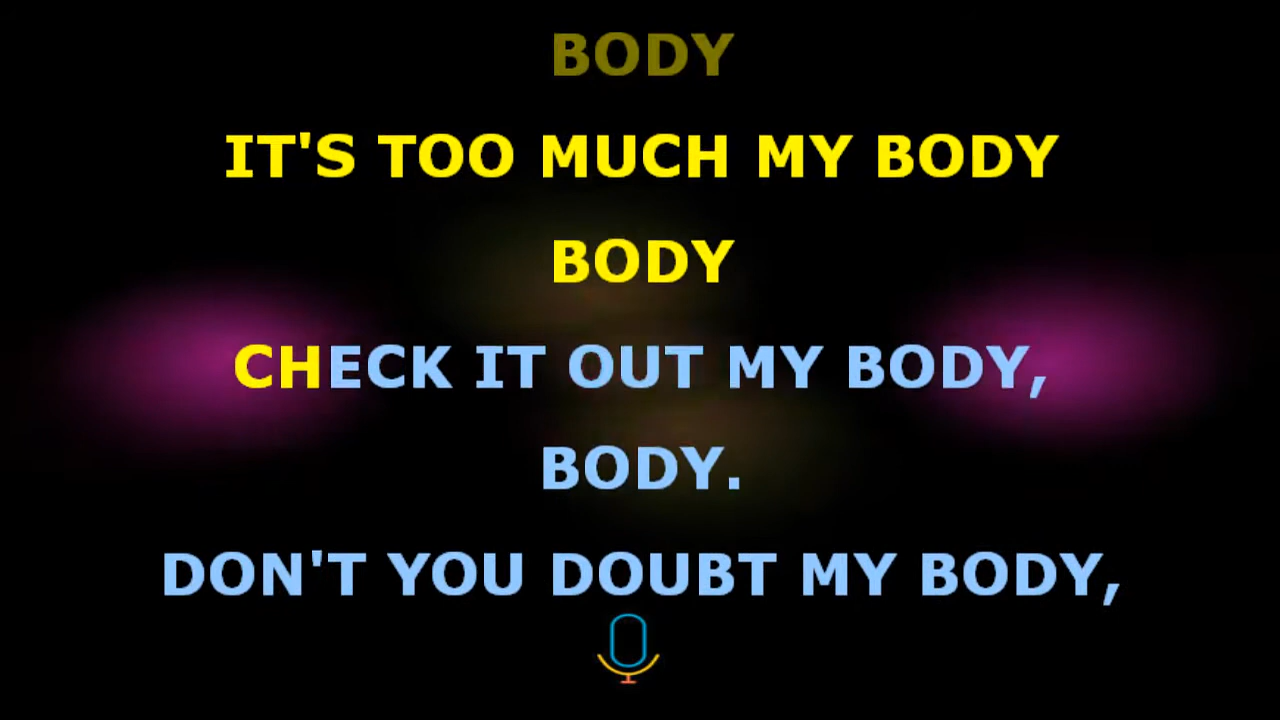 BODY
IT'S TOO MUCH MY BODY
BODY
CHECK IT OUT MY BODY,
BODY.
DON'T YOU DOUBT MY BODY,